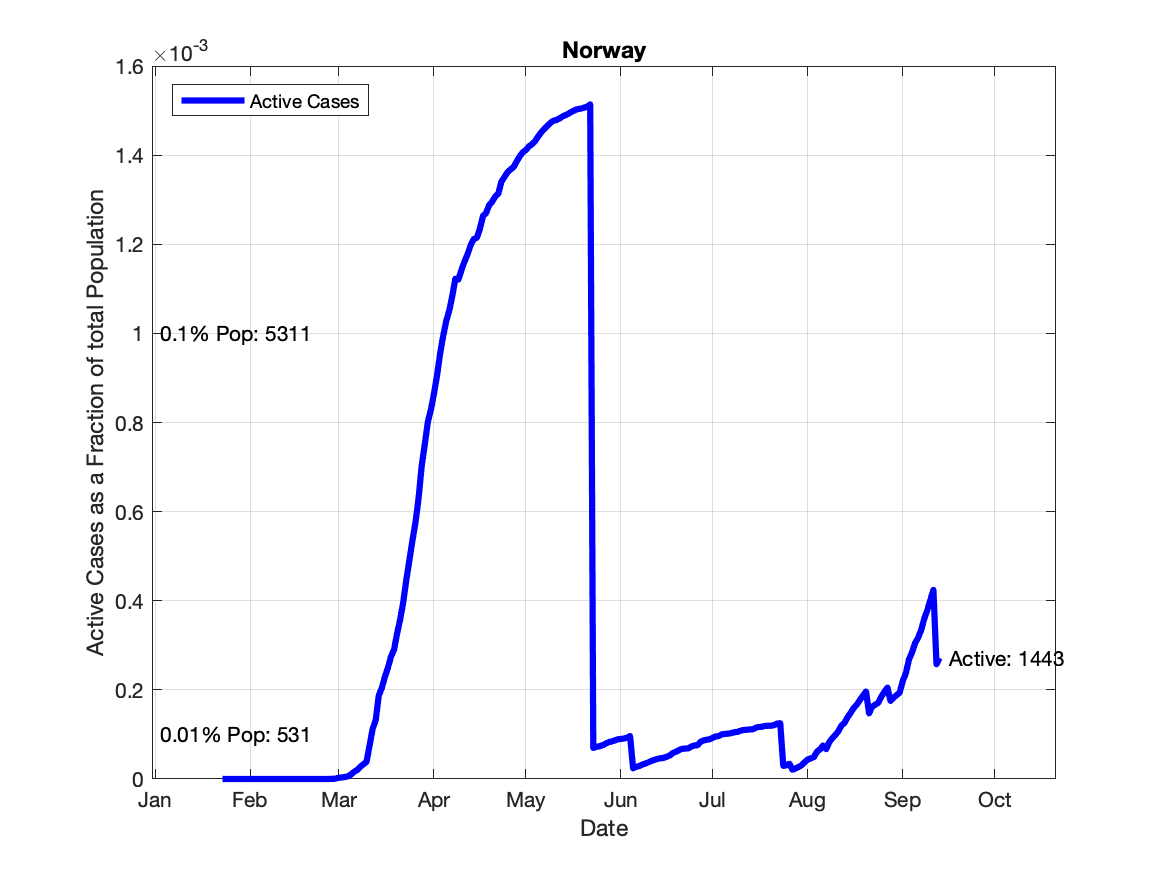 Norway
×10-3
1.6
1.4
1.2
1
0.8
0.6
0.4
0.2
0
Active Cases as a Fraction of total Population
Active Cases
0.1% Pop: 5311
0.01% Pop: 531
Active: 1443
Jan Feb Mar Apr May Jun Jul Aug Sep Oct
Date